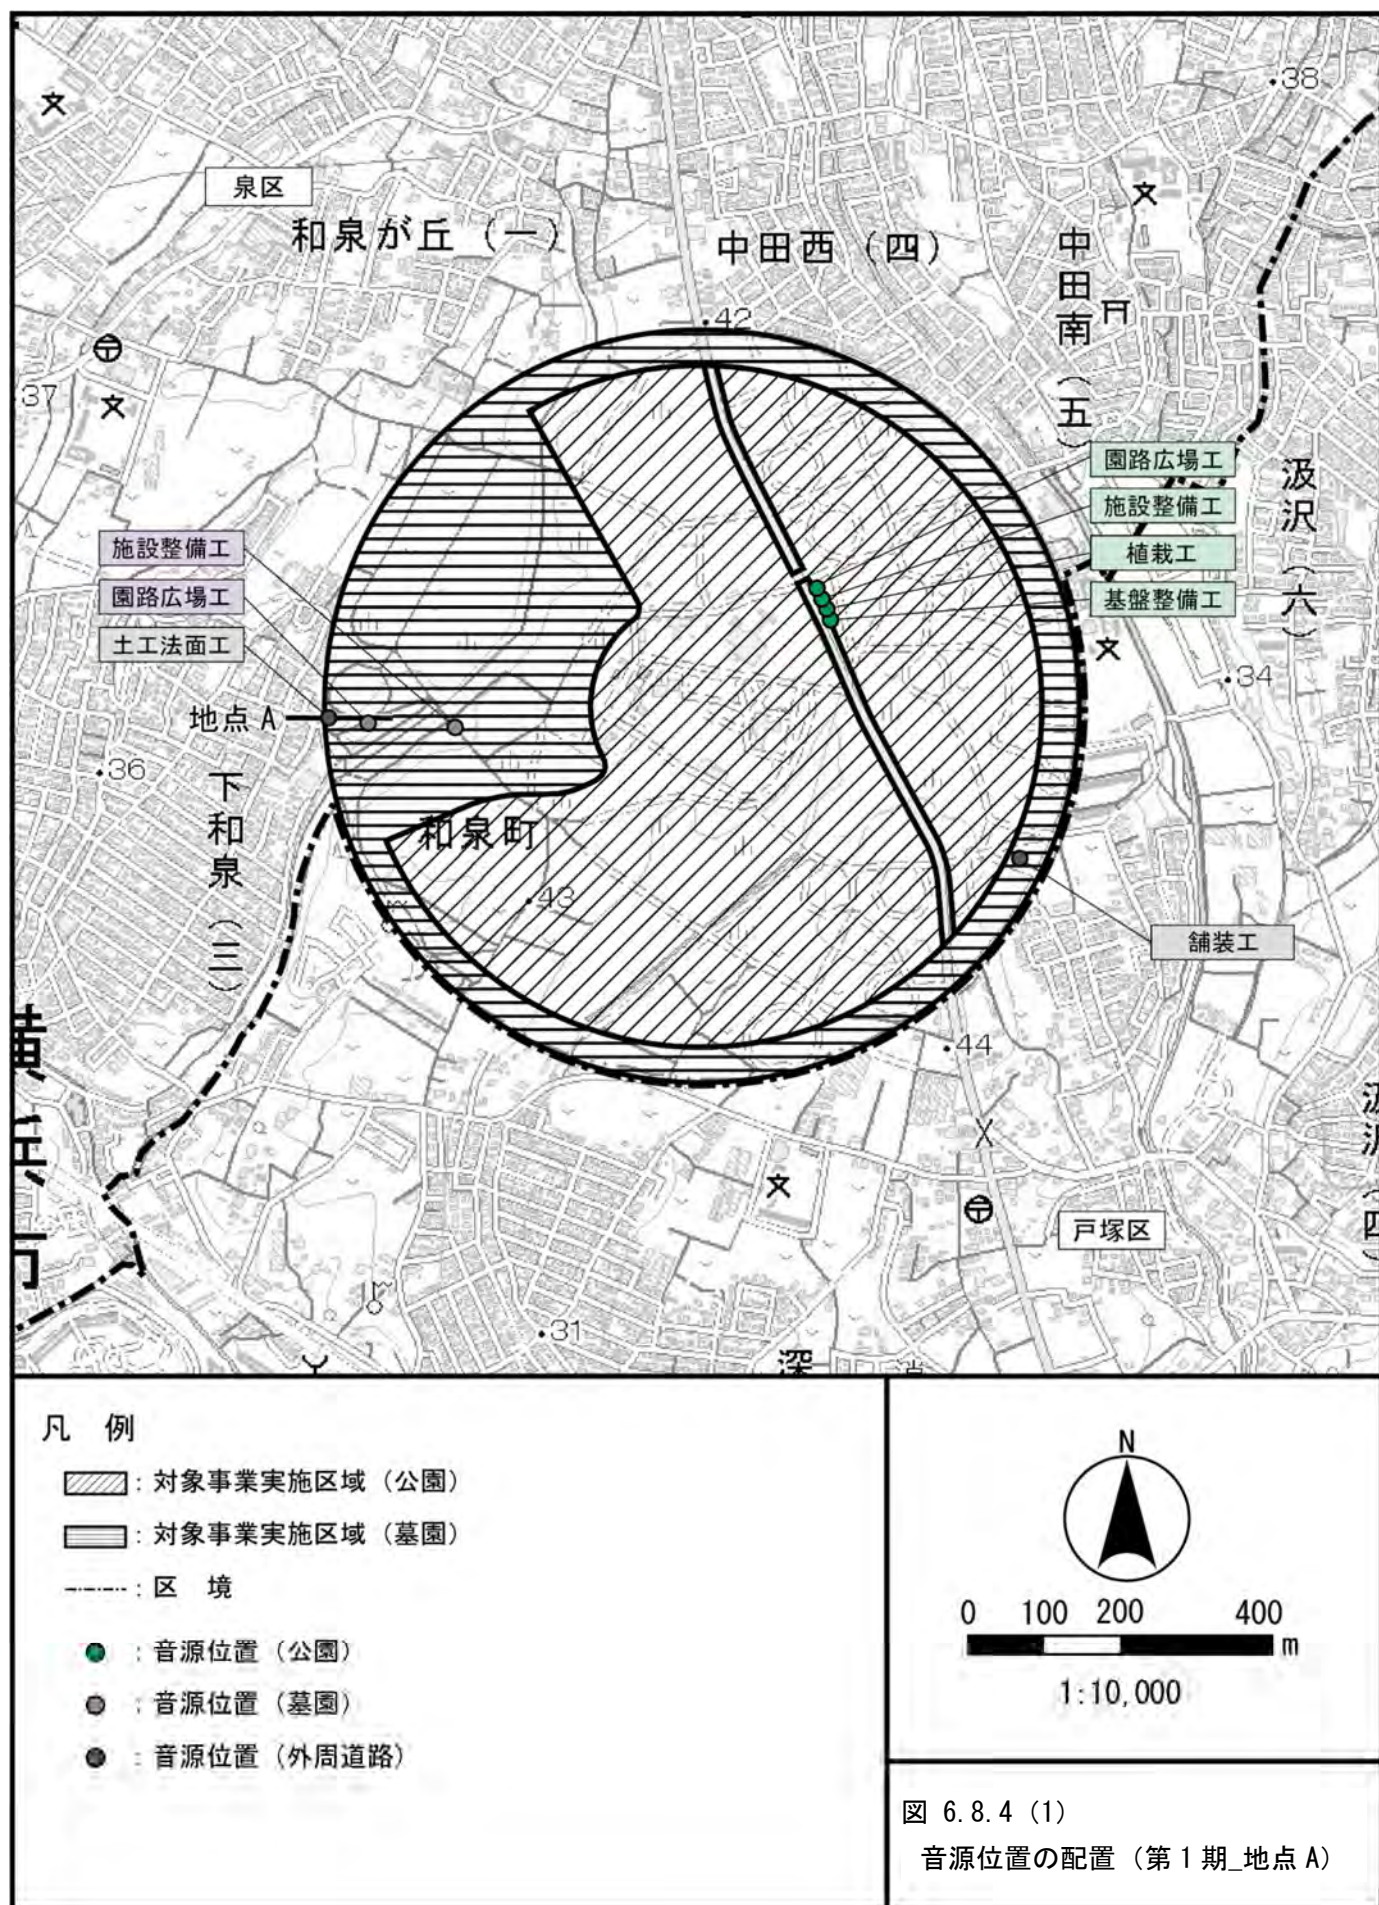 38
泉区
和泉が丘（一）
中田西（四）
中田南（五）
42
37
園路広場工
汲沢（六）
施設整備工
施設整備工
植栽工
園路広場工
基盤整備工
土工法面工
34
地点 A
36
下和泉（三）
和泉町
43
舗装工
44
戸塚区
31
深
凡　例
：対象事業実施区域（公園）
：対象事業実施区域（墓園）
：区　境
：音源位置（公園）
：音源位置（墓園）
：音源位置（外周道路）
N
0 100 200 400
m
1:10,000
図 6.8.4 (1)
音源位置の配置（第 1 期_地点 A）